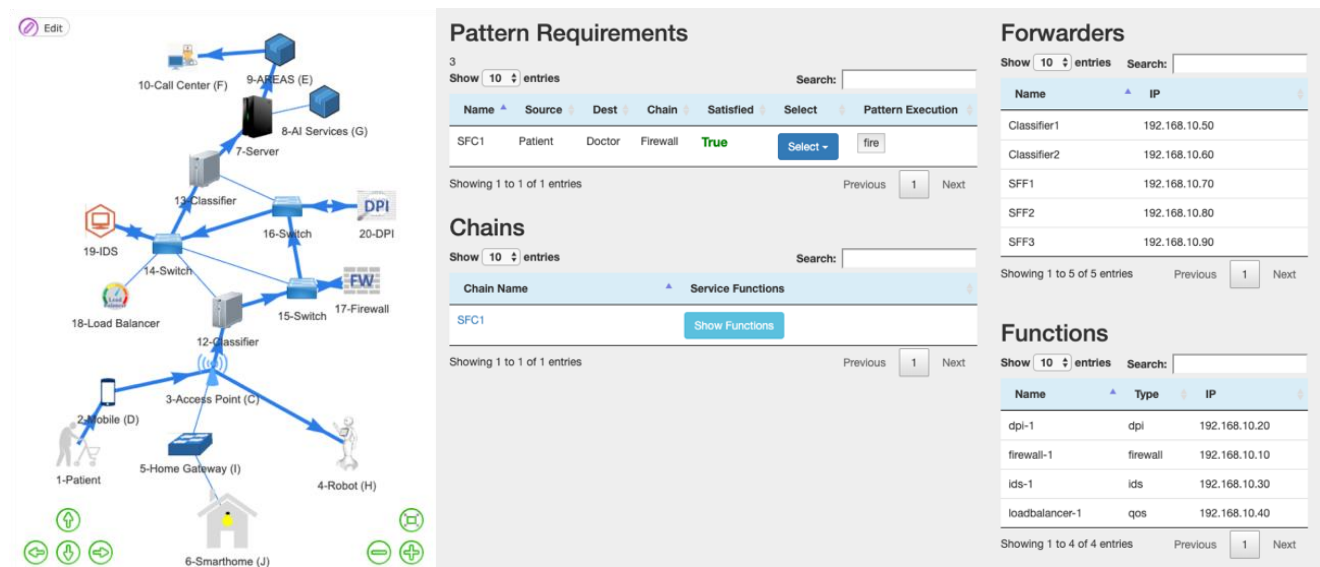 Edit
10-Call Center (F)
9-AREAS (E)
8-AI Services (G)
7-Server
13-Classifier
DPI
16-Switch
20-DPI
19-IDS
14-Switch
FW
17-Firewall
15-Switch
Load
Balancer
18-Load Balancer
12-Classifier
3-Access Point (C)
2-Mobile (D)
1-Patient
5-Home Gateway (I)
4-Robot (H)
6-Smarthome (J)
Pattern Requirements
3
Show 10 entries Search:
Name Source Dest Chain Satisfied Select Pattern Execution
SFC1 Patient Doctor Firewall True Select fire
Showing 1 to 1 of 1 entries Previous 1 Next
Chains
Show 10 entries Search:
Chain Name Service Functions
SFC1 Show Functions
Showing 1 to 1 of 1 entries Previous 1 Next
Forwarders
Show 10 entries Search:
Name IP
Classifier1 192.168.10.50
Classifier2 192.168.10.60
SFF1 192.168.10.70
SFF2 192.168.10.80
SFF3 192.168.10.90
Showing 1 to 5 of 5 entries Previous 1 Next
Functions
Show 10 entries Search:
Name Type IP
dpi-1 dpi 192.168.10.20
firewall-1 firewall 192.168.10.10
ids-1 ids 192.168.10.30
loadbalancer-1 qos 192.168.10.40
Showing 1 to 4 of 4 entries Previous 1 Next